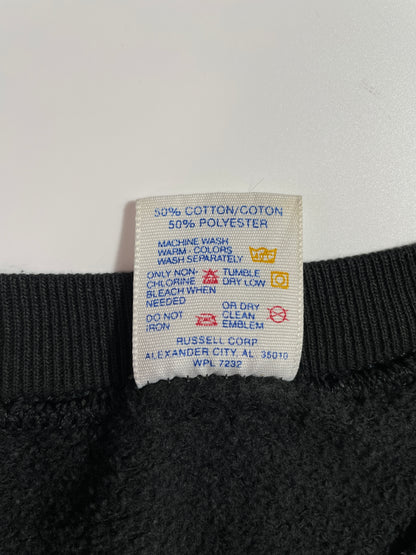 50% COTTON/COTON
50% POLYESTER
MACHINE WASH
WARM - COLORS
WASH SEPARATELY
ONLY NON-
CHLORINE
BLEACH WHEN
NEEDED
TUMBLE
DRY LOW
DO NOT
IRON
OR DRY
CLEAN
EMBLEM
RUSSELL CORP
ALEXANDER CITY, AL 35010
WPL 7232